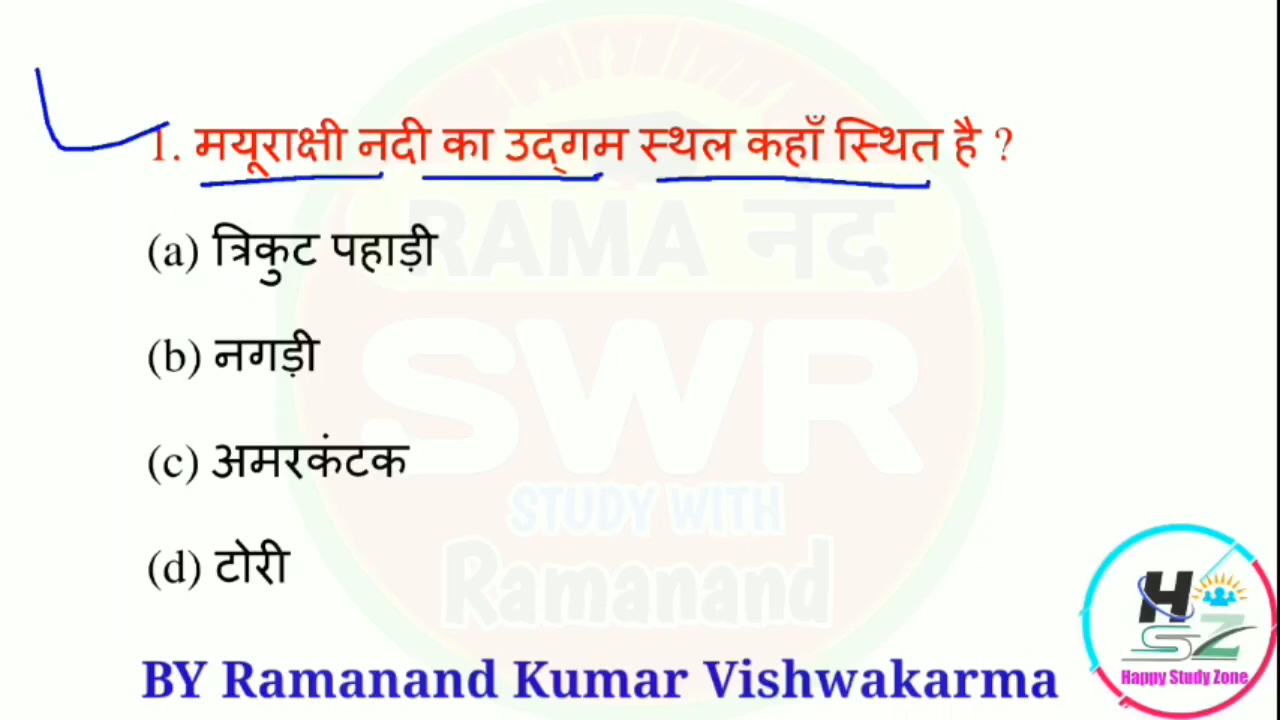 1. मयूराक्षी नदी का उद्गम स्थल कहाँ स्थित है ?
(a) त्रिकुट पहाड़ी
RAMA नंद
(b) नगड़ी
SWR
(c) अमरकंटक
STUDY WITH
(d) टोरी
Ramanand
BY Ramanand Kumar Vishwakarma
H
SZ
Happy Study Zone